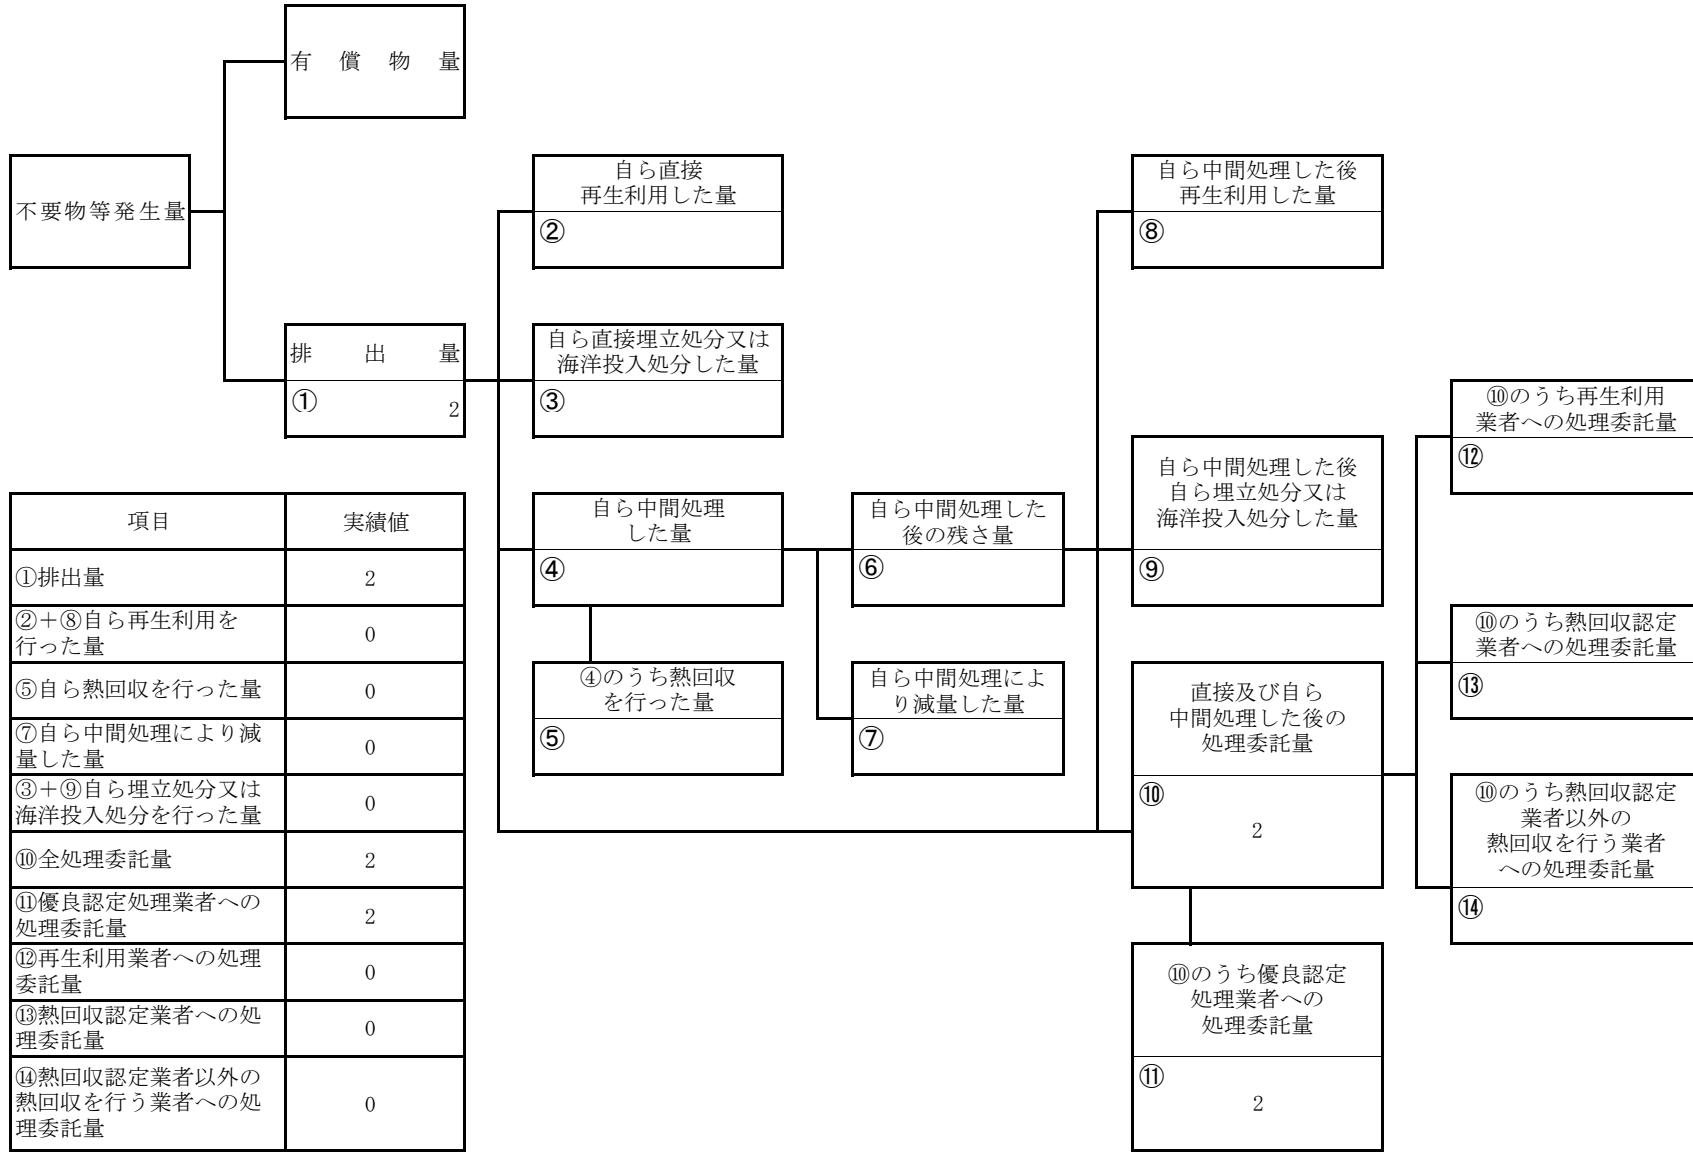 有償物量
不要物等発生量
排出量
①
2
自ら直接
再生利用した量
②
自ら直接埋立処分又は
海洋投入処分した量
③
自ら中間処理
した量
④
④のうち熱回収
を行った量
⑤
自ら中間処理した
後の残さ量
⑥
自ら中間処理によ
り減量した量
⑦
自ら中間処理した後
再生利用した量
⑧
自ら中間処理した後
自ら埋立処分又は
海洋投入処分した量
⑨
直接及び自ら
中間処理した後の
処理委託量
⑩
2
⑩のうち優良認定
処理業者への
処理委託量
⑪
2
⑩のうち再生利用
業者への処理委託量
⑫
⑩のうち熱回収認定
業者への処理委託量
⑬
⑩のうち熱回収認定
業者以外の
熱回収を行う業者
への処理委託量
⑭
項目 実績値
①排出量 2
②＋⑧自ら再生利用を
行った量 0
⑤自ら熱回収を行った量 0
⑦自ら中間処理により減
量した量 0
③＋⑨自ら埋立処分又は
海洋投入処分を行った量 0
⑩全処理委託量 2
⑪優良認定処理業者への
処理委託量 2
⑫再生利用業者への処理
委託量 0
⑬熱回収認定業者への処
理委託量 0
⑭熱回収認定業者以外の
熱回収を行う業者への処
理委託量 0